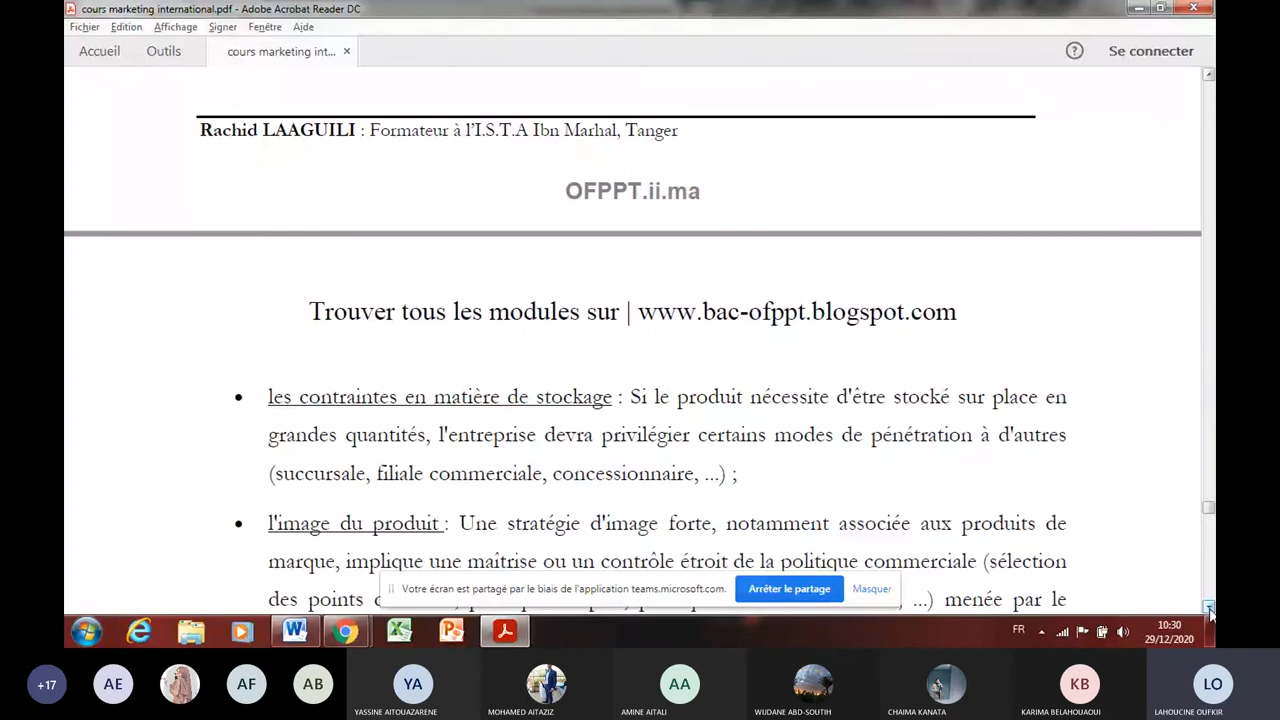 cours marketing international.pdf - Adobe Acrobat Reader DC
Fichier Edition Affichage Signer Fenêtre Aide
Accueil Outils cours marketing int... × ? Se connecter
Rachid LAAGUILI : Formateur à l'I.S.T.A Ibn Marhal, Tanger
OFPPT.ii.ma
Trouver tous les modules sur | www.bac-ofppt.blogspot.com
• les contraintes en matière de stockage : Si le produit nécessite d'être stocké sur place en
grandes quantités, l'entreprise devra privilégier certains modes de pénétration à d'autres
(succursale, filiale commerciale, concessionnaire, ...) ;
• l'image du produit : Une stratégie d'image forte, notamment associée aux produits de
marque, implique une maîtrise ou un contrôle étroit de la politique commerciale (sélection
des points ...) menée par le
Votre écran est partagé par le biais de l'application teams.microsoft.com. Arrêter le partage Masquer
FR 10:30
29/12/2020
+17 AE AF AB YA AA KB LO
YASSINE AITOUAZARENE MOHAMED AITAZIZ AMINE AITALI WIJDANE ABD-SOUTIH CHAIMA KANATA KARIMA BELAHOUAOUI LAHOUCINE OUFKIR